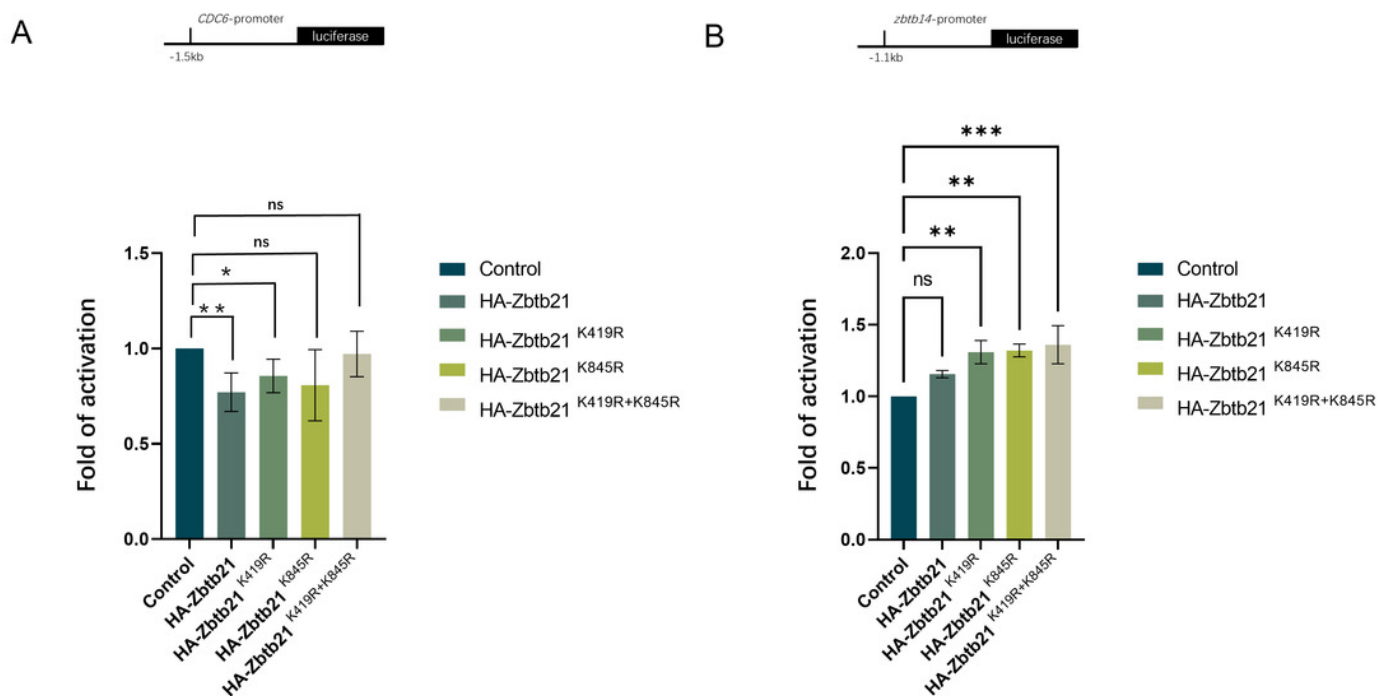 A
CDC6-promoter
luciferase
-1.5kb
ns
ns
*
**
1.5
1.0
0.5
0.0
Fold of activation
Control
HA-Zbtb21
HA-Zbtb21 K419R
HA-Zbtb21 K845R
HA-Zbtb21 K419R+K845R
Control
HA-Zbtb21
HA-Zbtb21 K419R
HA-Zbtb21 K845R
HA-Zbtb21 K419R+K845R
B
zbtb14-promoter
luciferase
-1.1kb
***
**
**
ns
2.0
1.5
1.0
0.5
0.0
Fold of activation
Control
HA-Zbtb21
HA-Zbtb21 K419R
HA-Zbtb21 K845R
HA-Zbtb21 K419R+K845R
Control
HA-Zbtb21
HA-Zbtb21 K419R
HA-Zbtb21 K845R
HA-Zbtb21 K419R+K845R